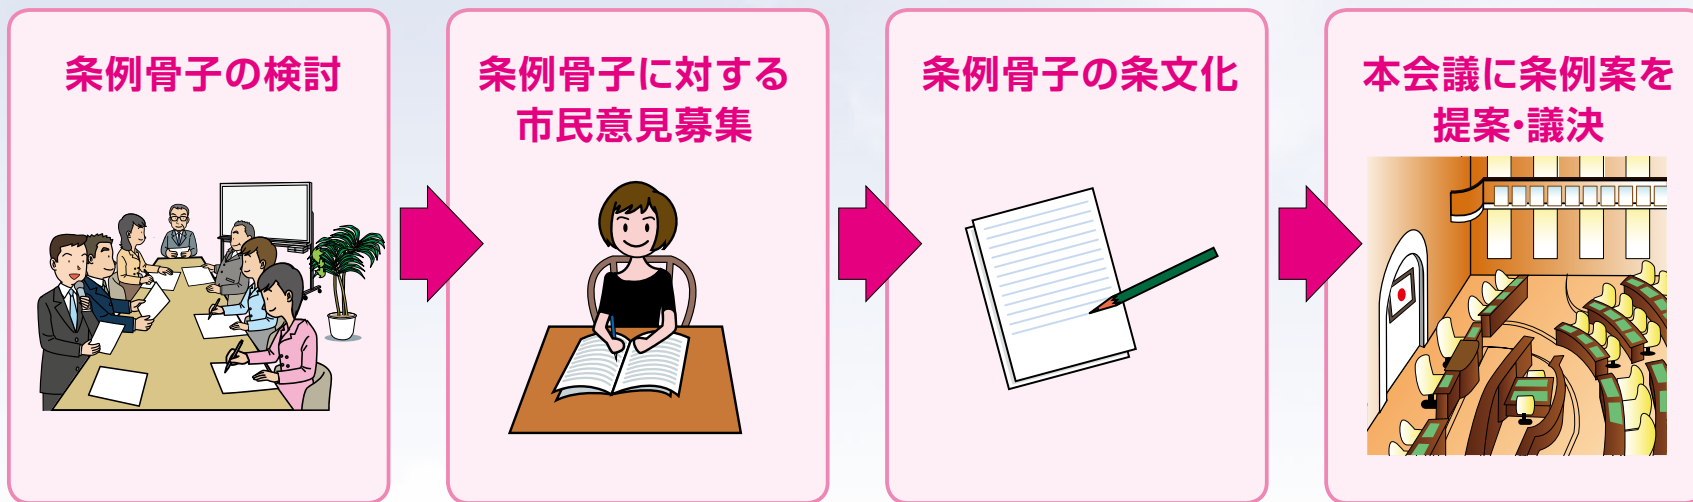 条例骨子の検討
条例骨子に対する
市民意見募集
条例骨子の条文化
本会議に条例案を
提案・議決